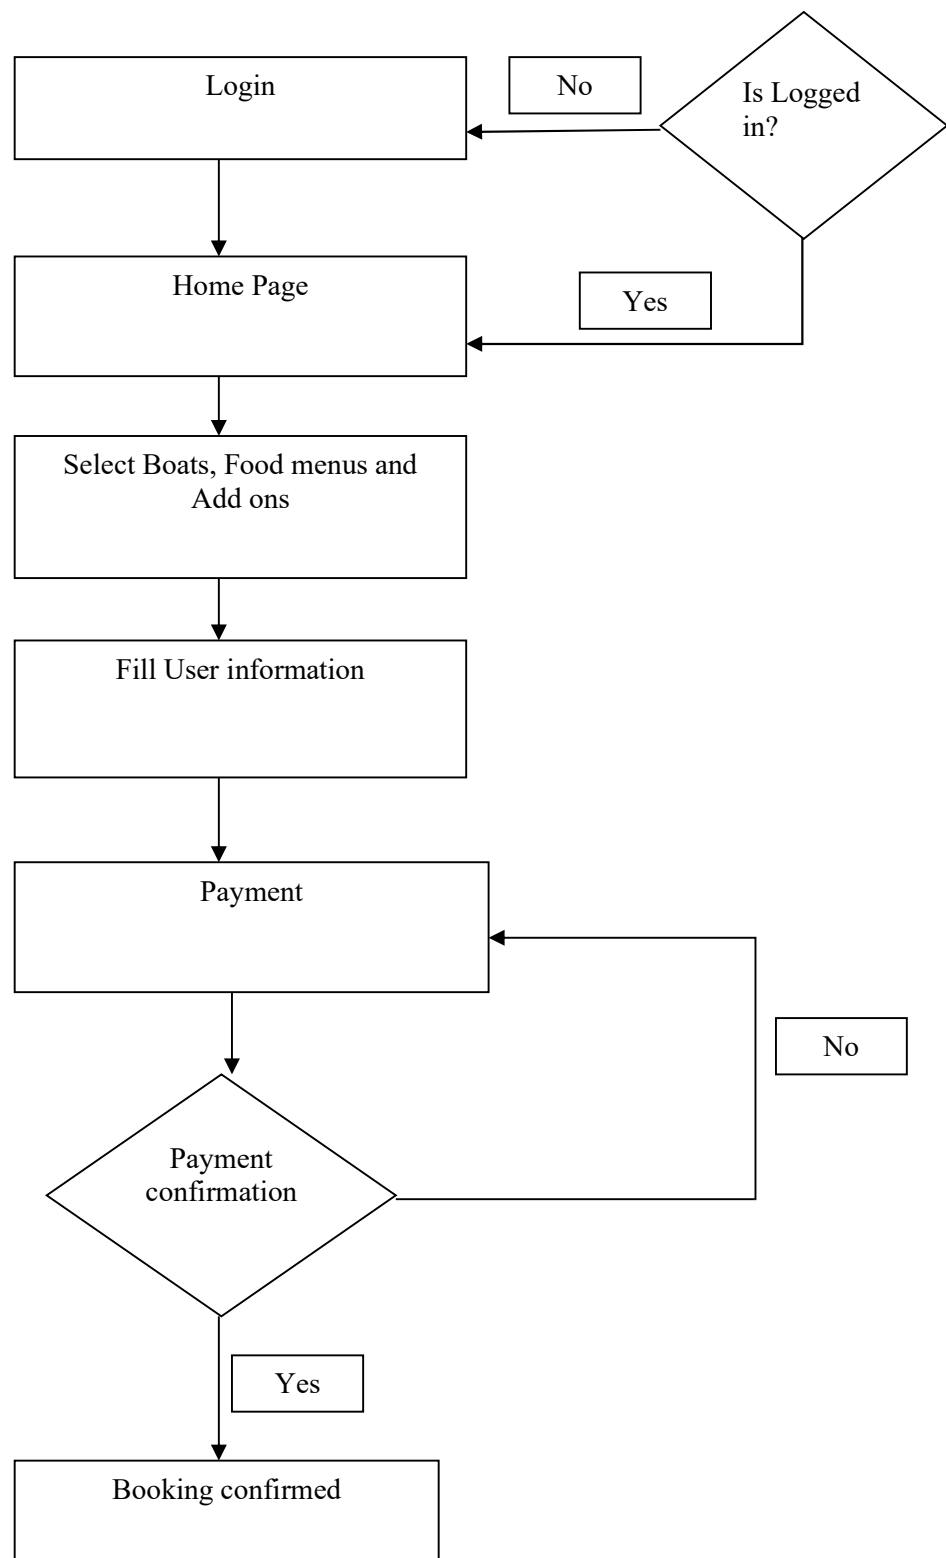 Login
No
Is Logged
in?
Home Page
Yes
Select Boats, Food menus and
Add ons
Fill User information
Payment
No
Payment
confirmation
Yes
Booking confirmed